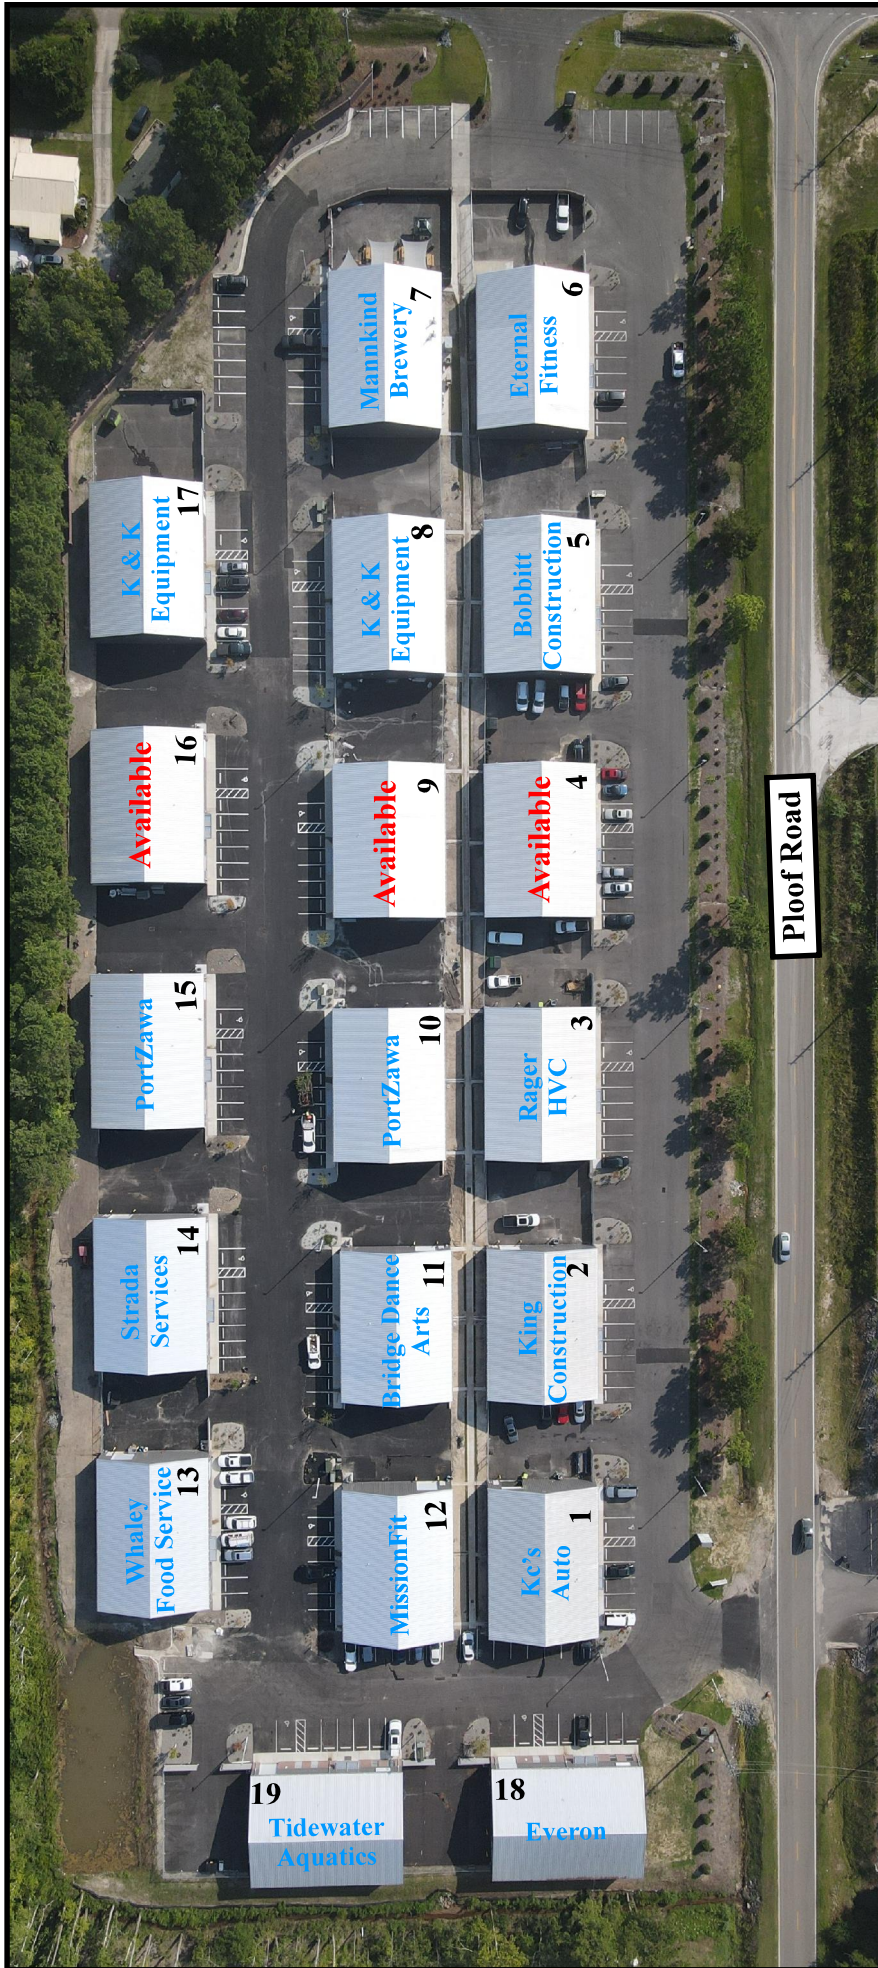 Mannkind
Brewery
7
Eternal
Fitness
6
K & K
Equipment
17
K & K
Equipment
8
Bobbitt
Construction
5
Available
16
Available
9
Available
4
Ploof Road
PortZawa
15
PortZawa
10
Rager
HVC
3
Strada
Services
14
Bridge Dance
Arts
11
King
Construction
2
Whaley
Food Service
13
MissionFit
12
Kc's
Auto
1
19
Tidewater
Aquatics
18
Everon